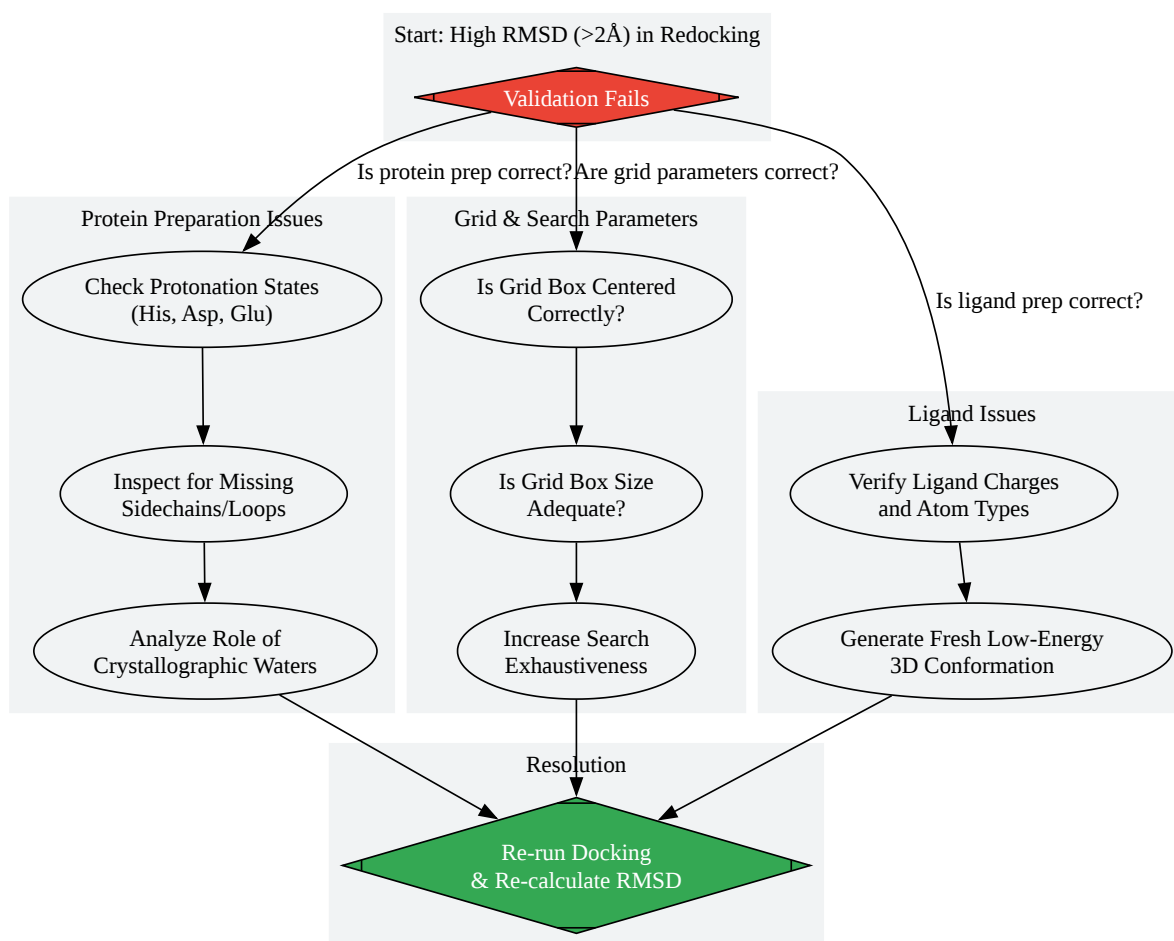 Start: High RMSD (>2Å) in Redocking
Validation Fails
Is protein prep correct?
Are grid parameters correct?
Is ligand prep correct?
Protein Preparation Issues
Check Protonation States
(His, Asp, Glu)
Inspect for Missing
Sidechains/Loops
Analyze Role of
Crystallographic Waters
Grid & Search Parameters
Is Grid Box Centered
Correctly?
Is Grid Box Size
Adequate?
Increase Search
Exhaustiveness
Ligand Issues
Verify Ligand Charges
and Atom Types
Generate Fresh Low-Energy
3D Conformation
Resolution
Re-run Docking
& Re-calculate RMSD